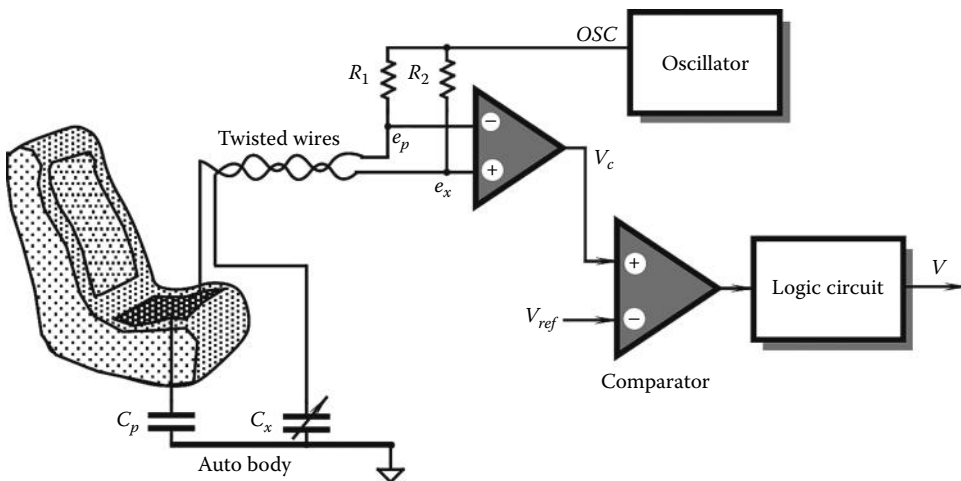 OSC
Oscillator
R1
R2
−
Twisted wires
ep
Vc
+
ex
+
Logic circuit
V
Vref
−
Comparator
Cp
Cx
Auto body